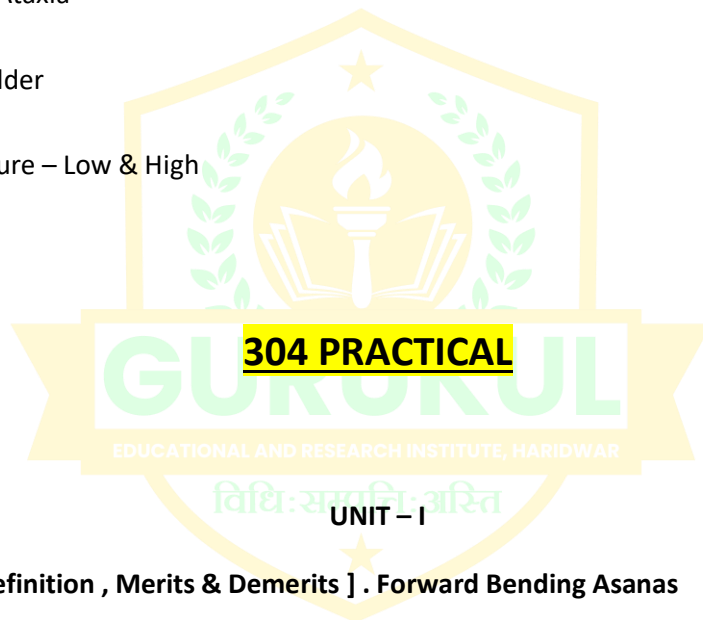 Ataxia
lder
ure – Low & High
304 PRACTICAL
GURUKUL
EDUCATIONAL AND RESEARCH INSTITUTE, HARIDWAR
विधि:सम्पत्ति:अस्ति
UNIT – I
efinition , Merits & Demerits ] . Forward Bending Asanas